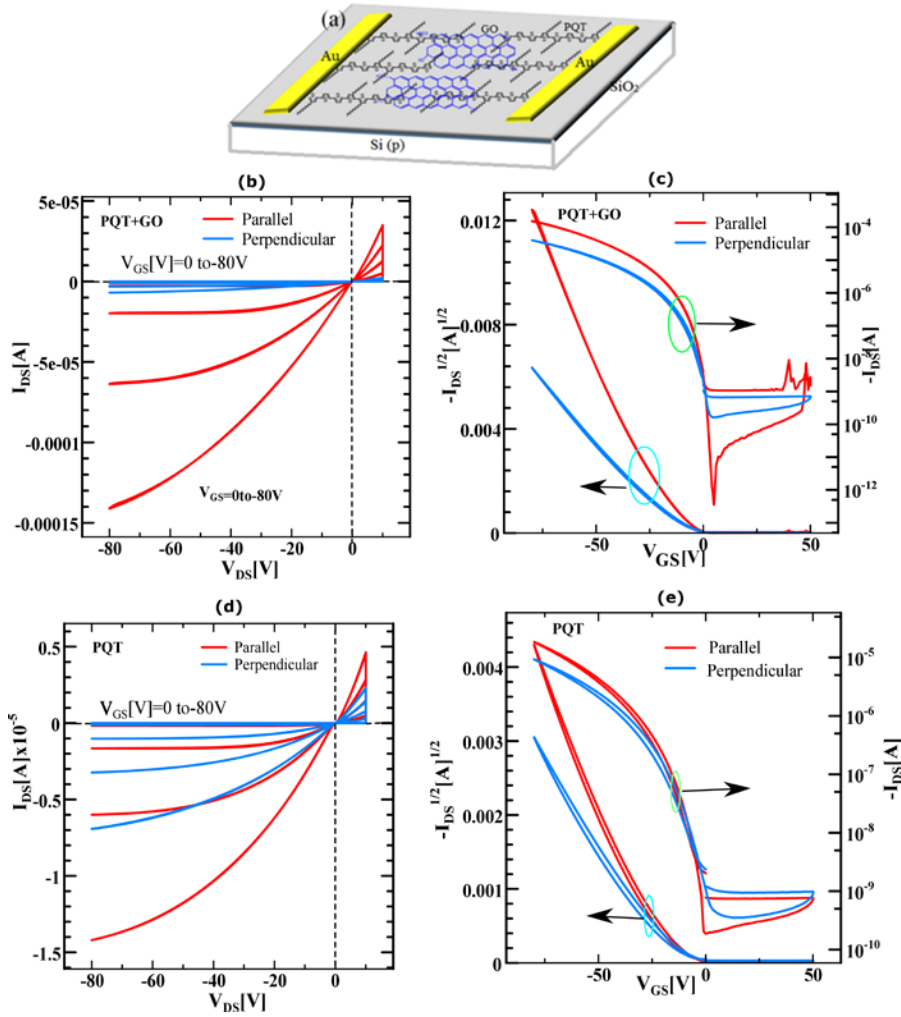 (a)
GO
PQT
Au
Au
SiO2
Si (p)
(b)
5e-05
PQT+GO
Parallel
Perpendicular
VGS[V]=0 to-80V
0
-5e-05
-0.0001
-0.00015
IDS[A]
VGS=0to-80V
-80
-60
-40
-20
0
VDS[V]
(c)
PQT+GO
Parallel
Perpendicular
0.012
0.008
0.004
0
-IDS^1/2[A]^1/2
10^-4
10^-6
10^-8
10^-10
10^-12
-IDS[A]
-50
0
50
VGS[V]
(d)
PQT
Parallel
Perpendicular
VGS[V]=0 to-80V
0.5
0
-0.5
-1
-1.5
IDS[A]x10^-5
-80
-60
-40
-20
0
VDS[V]
(e)
PQT
Parallel
Perpendicular
0.004
0.003
0.002
0.001
0
-IDS^1/2[A]^1/2
10^-5
10^-6
10^-7
10^-8
10^-9
10^-10
-IDS[A]
-50
0
50
VGS[V]